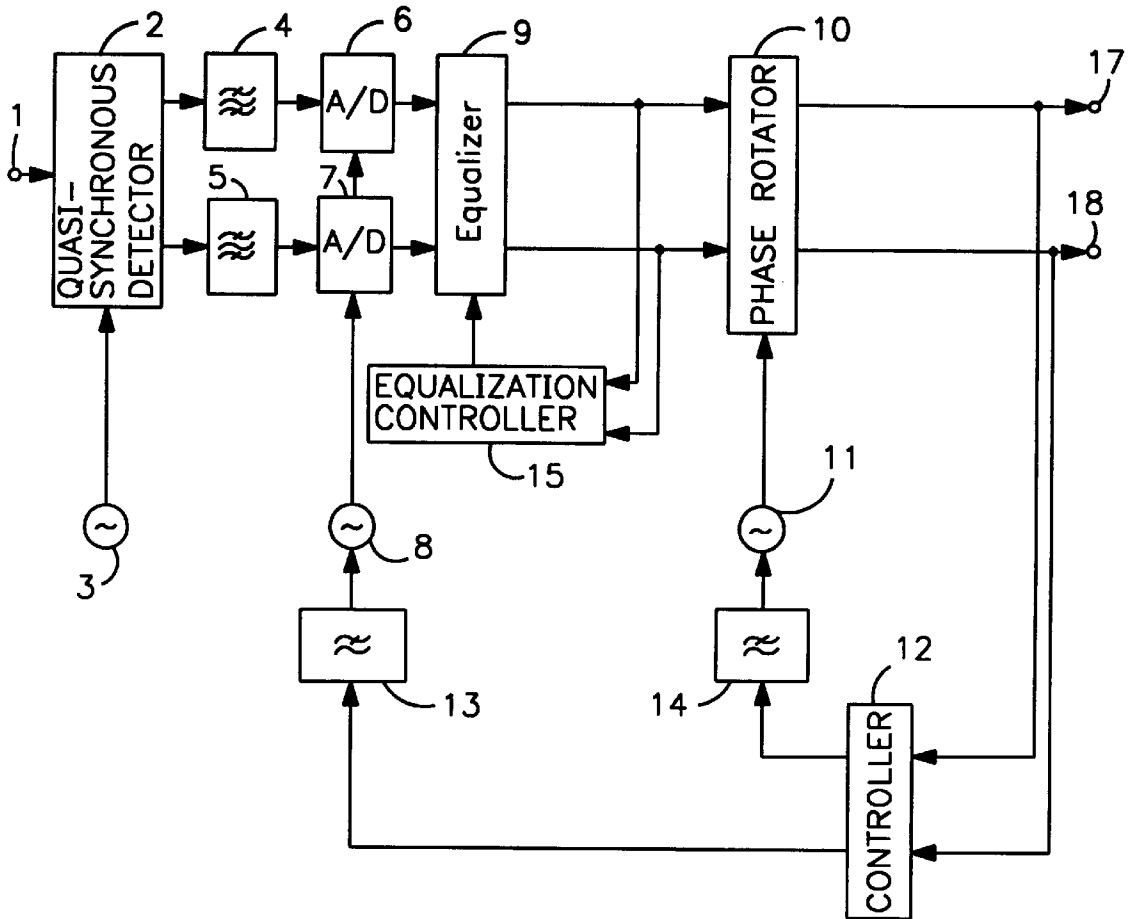 2
4
6
9
10
17
1
QUASI-
SYNCHRONOUS
DETECTOR
A/D
Equalizer
PHASE ROTATOR
5
7
A/D
18
EQUALIZATION
CONTROLLER
15
11
3
8
12
13
14
CONTROLLER